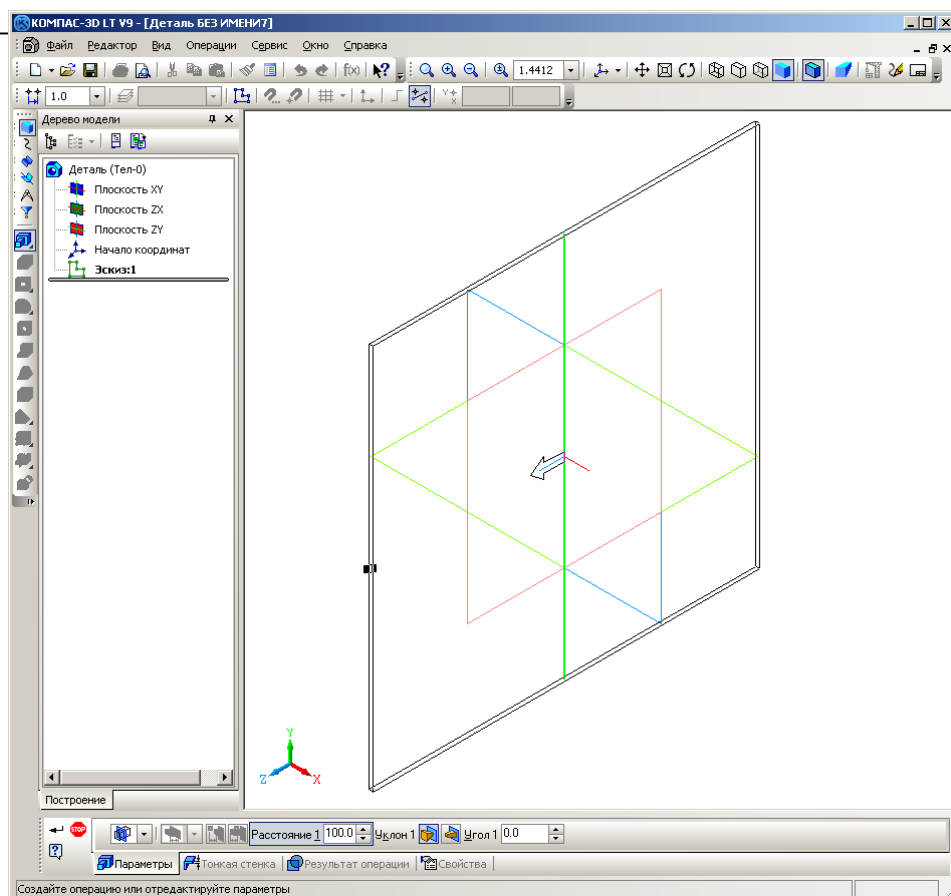 КОМПАС-3D LT V9 - [Деталь БЕЗ ИМЕНИ7]
Файл Редактор Вид Операции Сервис Окно Справка
f(x) 1.4412
1.0
Дерево модели
Деталь (Тел-0)
Плоскость XY
Плоскость ZX
Плоскость ZY
Начало координат
Эскиз:1
Y
Z X
Построение
STOP Расстояние 1 100.0 Уклон 1 Угол 1 0.0
Параметры Тонкая стенка Результат операции Свойства
Создайте операцию или отредактируйте параметры